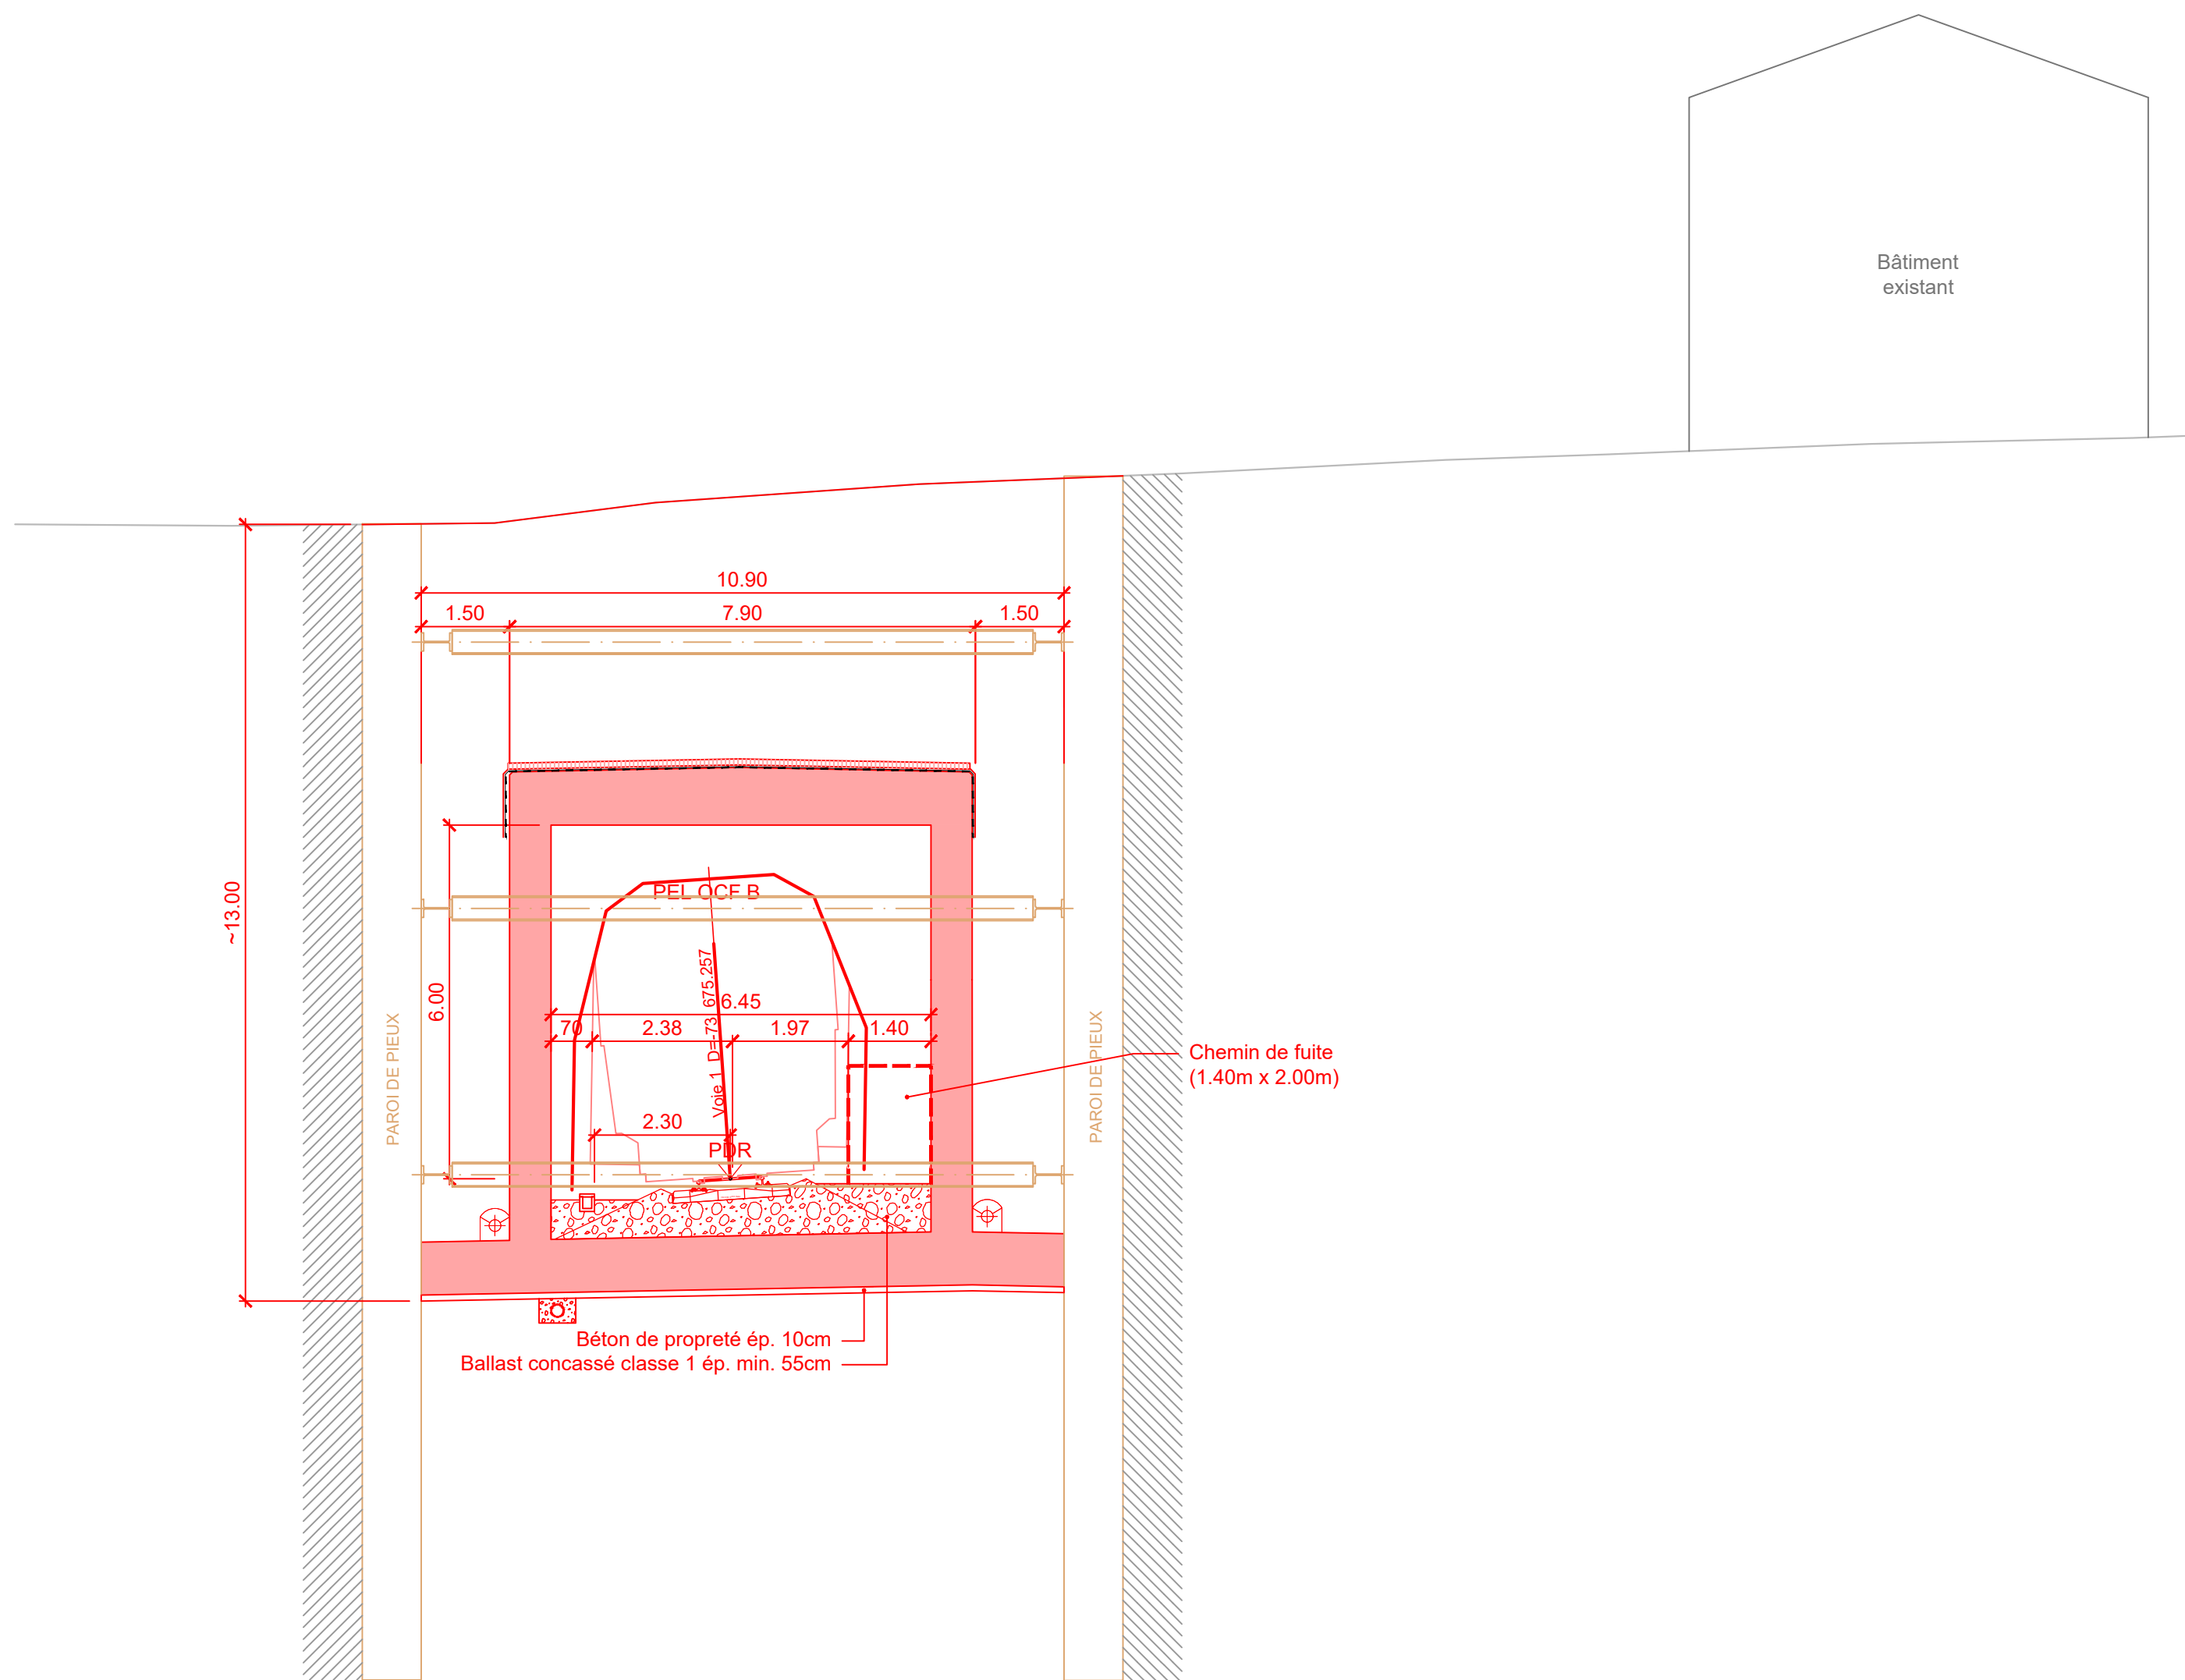 Bâtiment
existant
10.90
1.50
7.90
1.50
~13.00
6.00
PEL OCF B
Voie 1 D=-73 675.257
6.45
70
2.38
1.97
1.40
2.30
PDR
PAROI DE PIEUX
PAROI DE PIEUX
Chemin de fuite
(1.40m x 2.00m)
Béton de propreté ép. 10cm
Ballast concassé classe 1 ép. min. 55cm